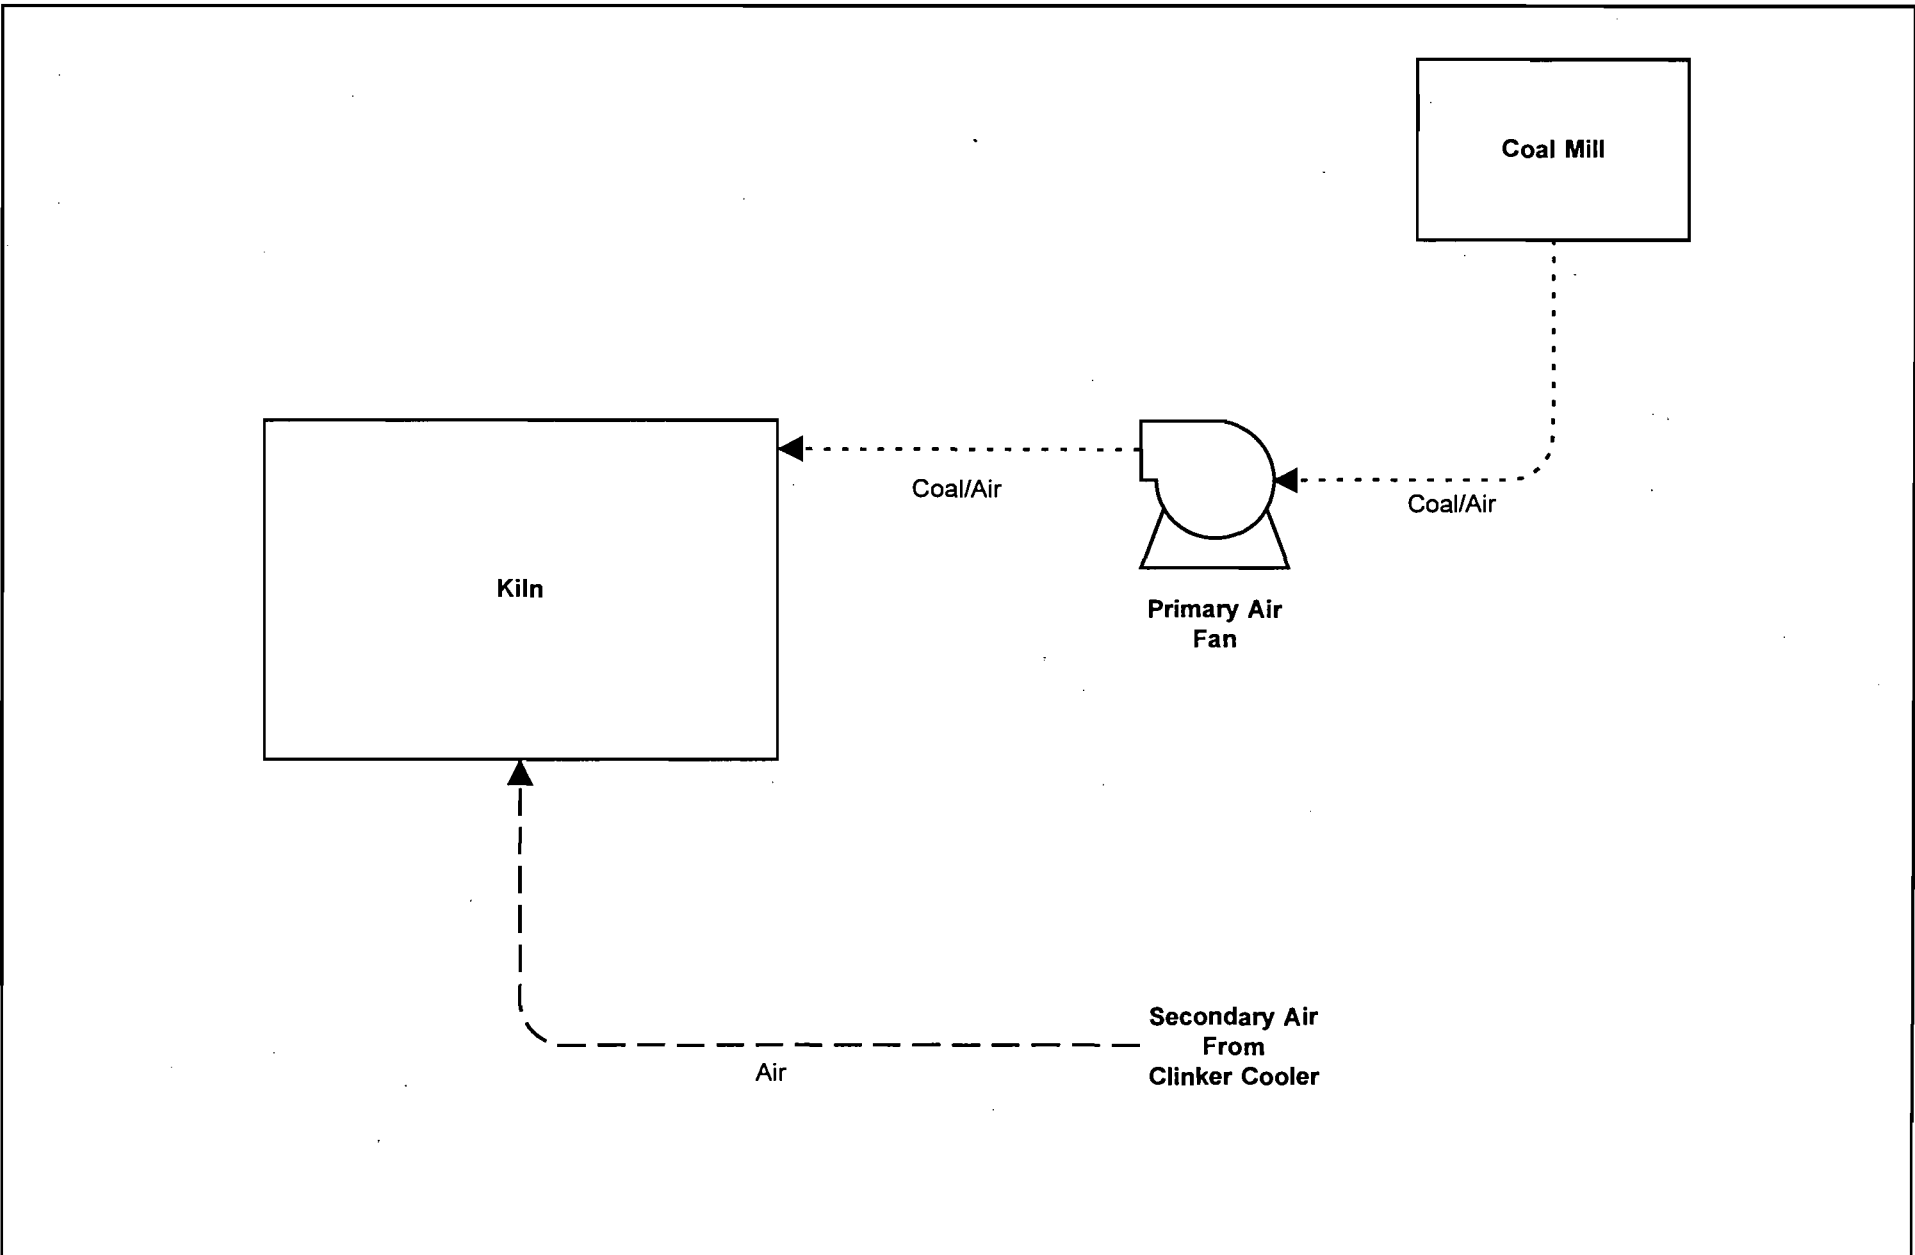 Coal Mill
Coal/Air
Coal/Air
Kiln
Primary Air
Fan
Secondary Air
From
Clinker Cooler
Air